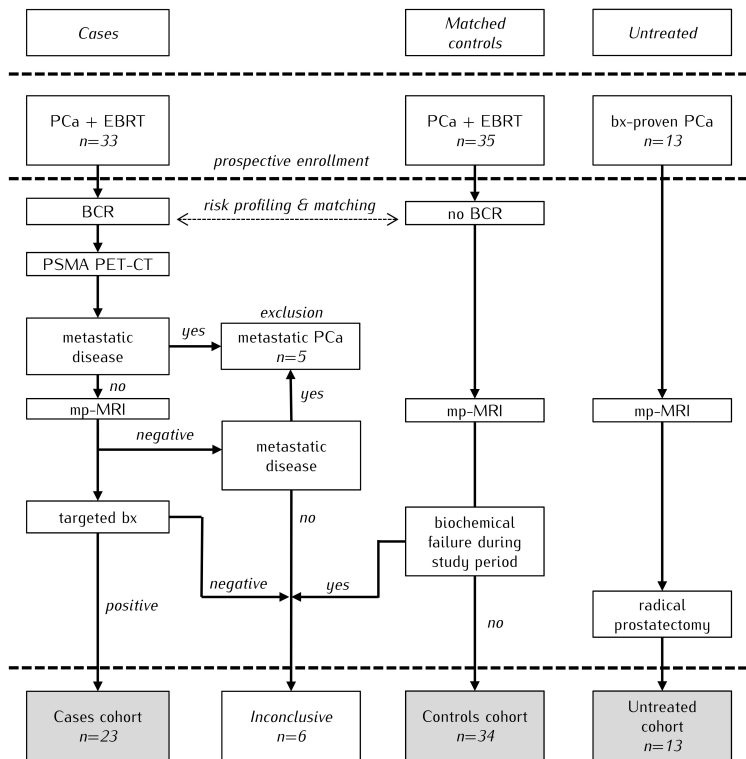 Cases
Matched
controls
Untreated
PCa + EBRT
n=33
PCa + EBRT
n=35
bx-proven PCa
n=13
prospective enrollment
BCR
risk profiling & matching
no BCR
PSMA PET-CT
exclusion
metastatic
disease
yes
metastatic PCa
n=5
no
yes
mp-MRI
mp-MRI
mp-MRI
negative
metastatic
disease
targeted bx
no
biochemical
failure during
study period
negative
yes
positive
no
radical
prostatectomy
Cases cohort
n=23
Inconclusive
n=6
Controls cohort
n=34
Untreated
cohort
n=13